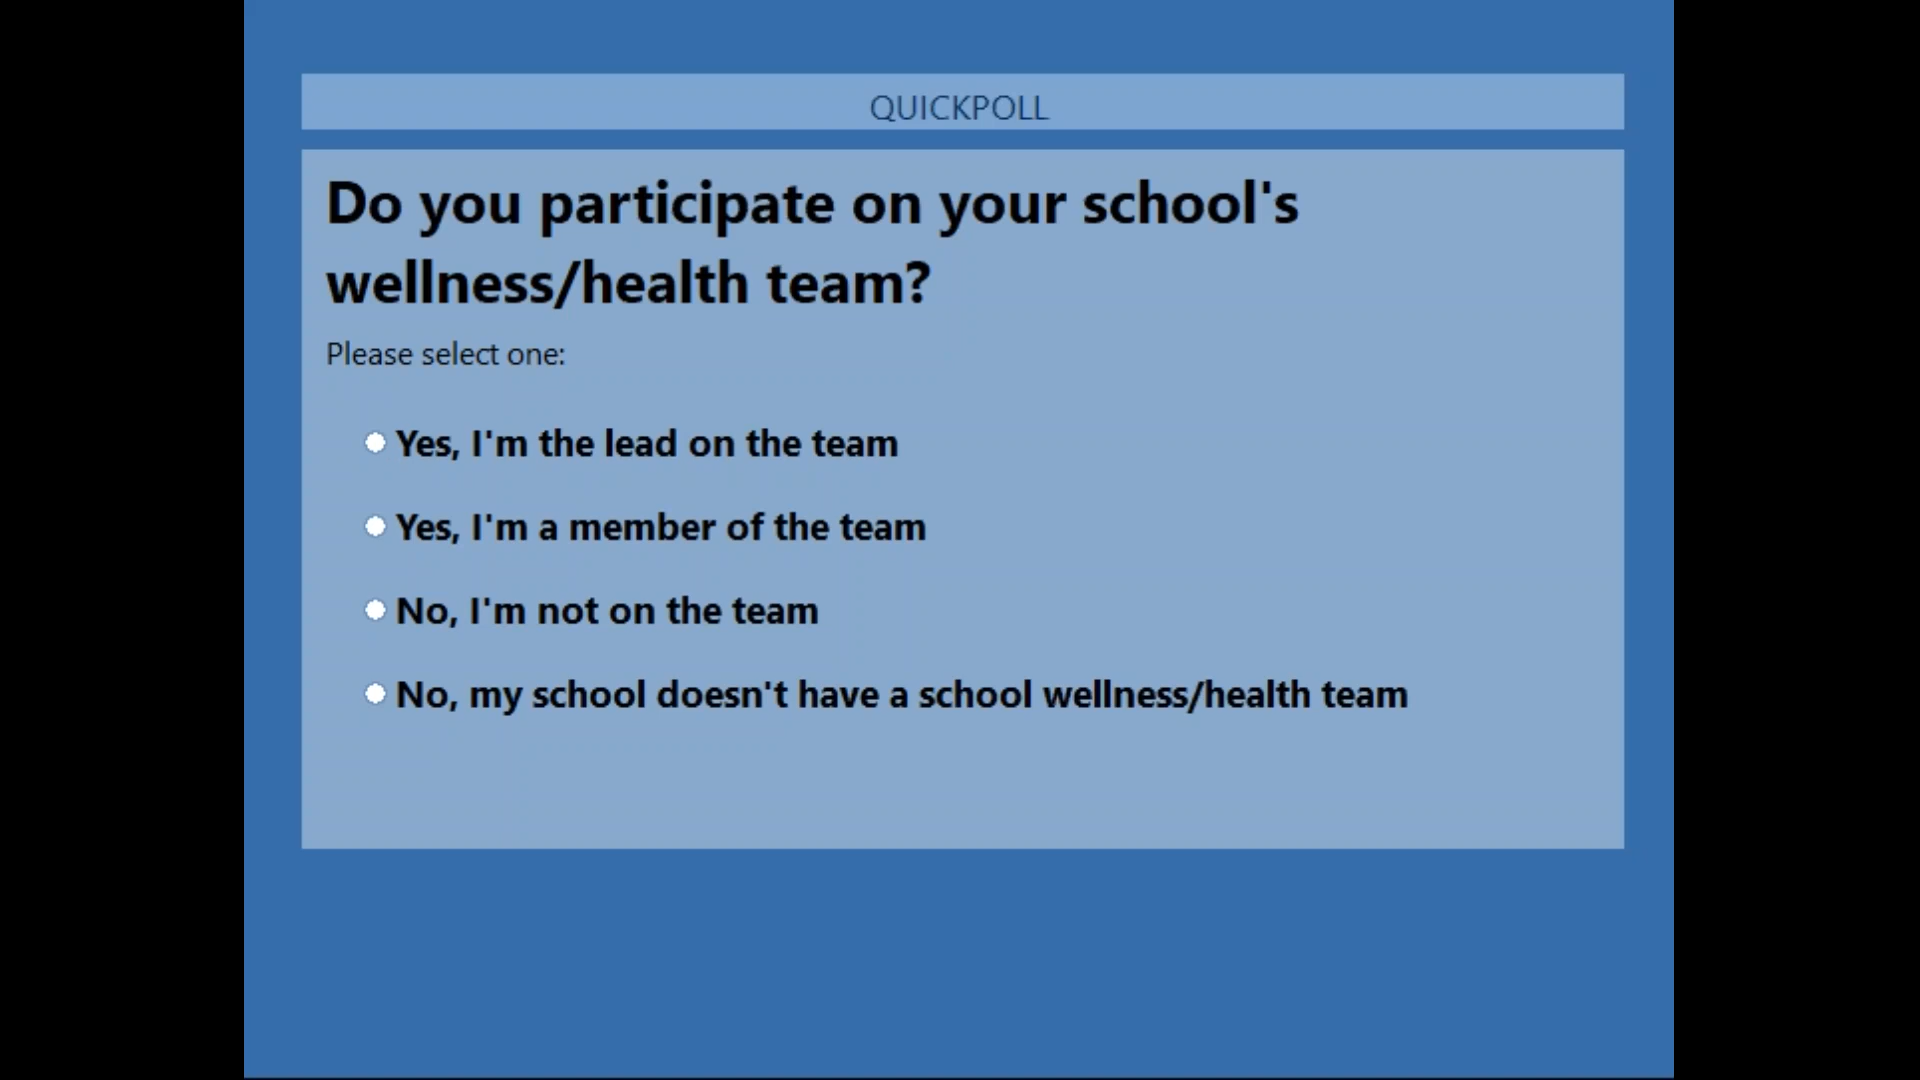 QUICKPOLL
Do you participate on your school's
wellness/health team?
Please select one:
Yes, I'm the lead on the team
Yes, I'm a member of the team
No, I'm not on the team
No, my school doesn't have a school wellness/health team